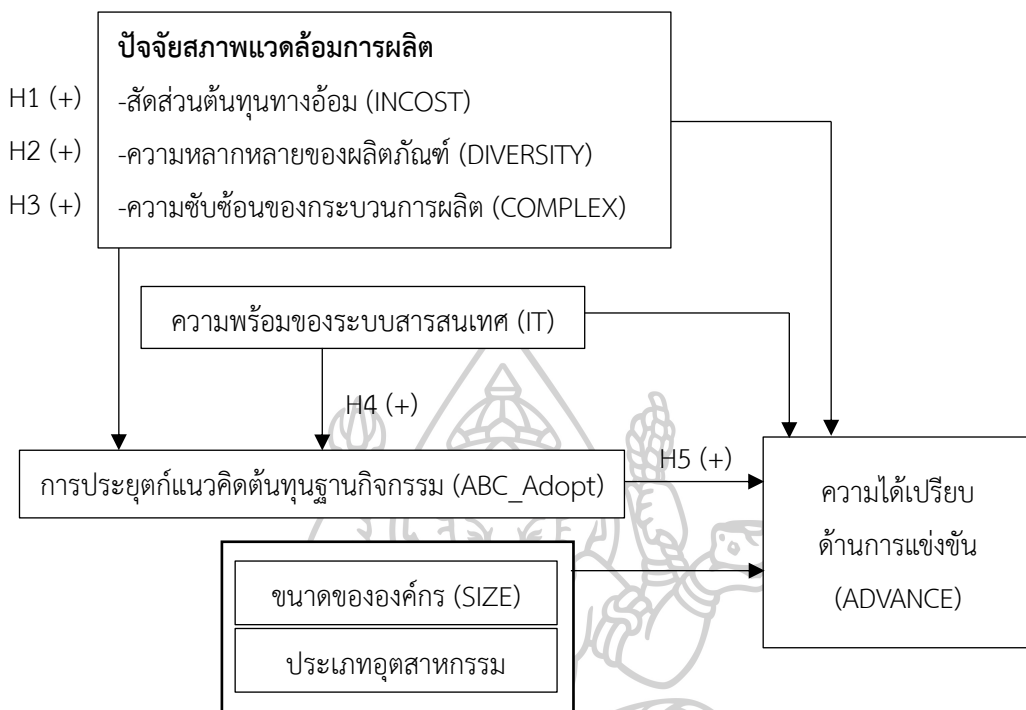 ปัจจัยสภาพแวดล้อมการผลิต
H1 (+) -สัดส่วนต้นทุนทางอ้อม (INCOST)
H2 (+) -ความหลากหลายของผลิตภัณฑ์ (DIVERSITY)
H3 (+) -ความซับซ้อนของกระบวนการผลิต (COMPLEX)
ความพร้อมของระบบสารสนเทศ (IT)
H4 (+)
การประยุตก์แนวคิดต้นทุนฐานกิจกรรม (ABC_Adopt)
H5 (+)
ความได้เปรียบ
ด้านการแข่งขัน
(ADVANCE)
ขนาดขององค์กร (SIZE)
ประเภทอุตสาหกรรม